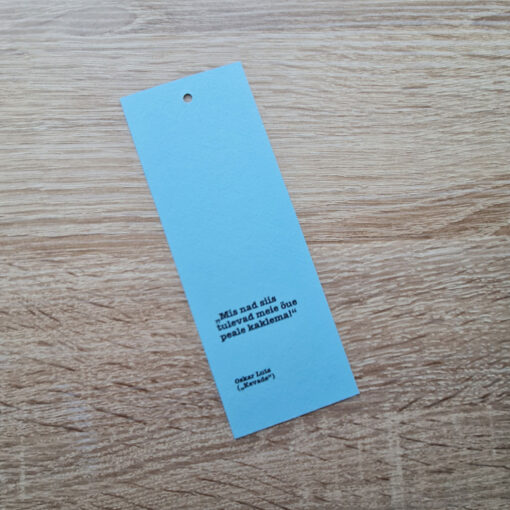 „Mis nad siis
tulevad meie õue
peale kaklema!“
Oskar Luts
(„Kevade“)